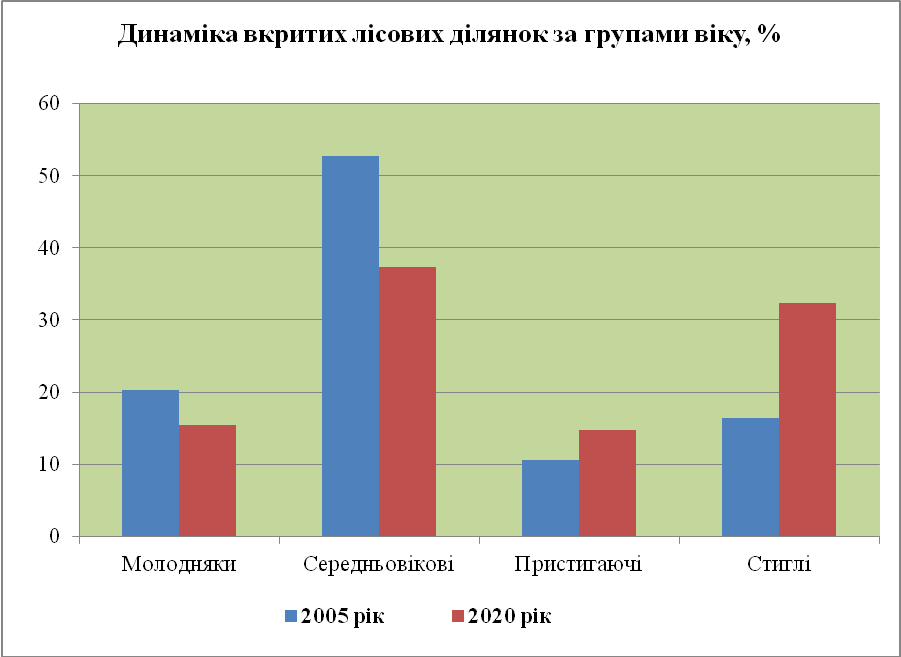 Динаміка вкритих лісових ділянок за групами віку, %
60
50
40
30
20
10
0
Молодняки Середньовікові Пристигаючі Стиглі
2005 рік 2020 рік